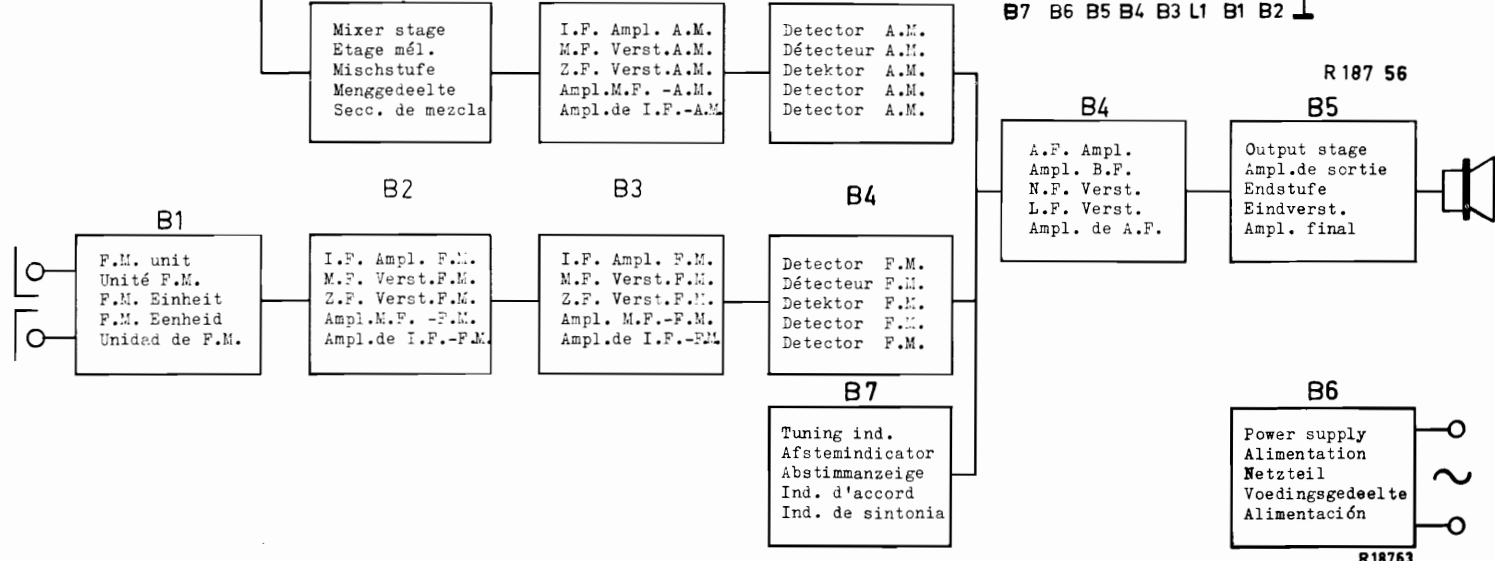 B7 B6 B5 B4 B3 L1 B1 B2
R 187 56
Mixer stage
Etage mél.
Mischstufe
Menggedeelte
Secc. de mezcla
I.F. Ampl. A.M.
M.F. Verst.A.M.
Z.F. Verst.A.M.
Ampl.M.F. -A.M.
Ampl.de I.F.-A.M.
Detector A.M.
Détecteur A.M.
Detektor A.M.
Detector A.M.
Detector A.M.
B4
A.F. Ampl.
Ampl. B.F.
N.F. Verst.
L.F. Verst.
Ampl. de A.F.
B5
Output stage
Ampl.de sortie
Endstufe
Eindverst.
Ampl. final
B1
F.M. unit
Unité F.M.
F.M. Einheit
F.M. Eenheid
Unidad de F.M.
B2
I.F. Ampl. F.M.
M.F. Verst.F.M.
Z.F. Verst.F.M.
Ampl.M.F. -F.M.
Ampl.de I.F.-F.M.
B3
I.F. Ampl. F.M.
M.F. Verst.F.M.
Z.F. Verst.F.M.
Ampl. M.F.-F.M.
Ampl.de I.F.-F.M.
B4
Detector F.M.
Détecteur F.M.
Detektor F.M.
Detector F.M.
Detector F.M.
B7
Tuning ind.
Afstemindicator
Abstimmanzeige
Ind. d'accord
Ind. de sintonia
B6
Power supply
Alimentation
Netzteil
Voedingsgedeelte
Alimentación
R18763